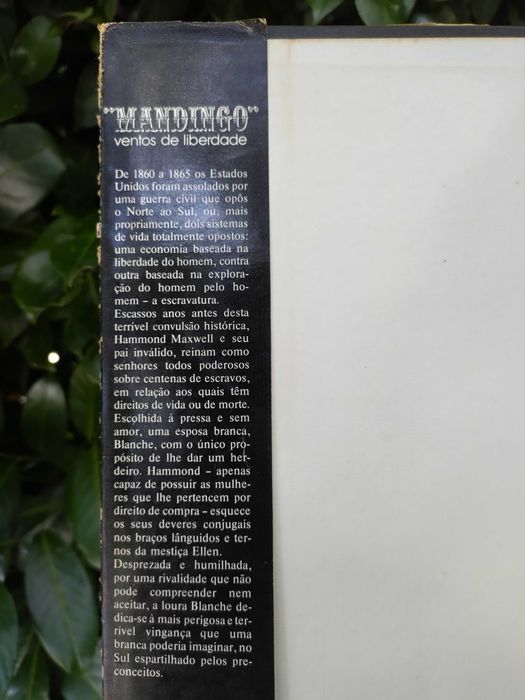 "MANDINGO"
ventos de liberdade
De 1860 a 1865 os Estados
Unidos foram assolados por
uma guerra civil que opôs
o Norte ao Sul, ou, mais
propriamente, dois sistemas
de vida totalmente opostos:
uma economia baseada na
liberdade do homem, contra
outra baseada na explora-
ção do homem pelo ho-
mem – a escravatura.
Escassos anos antes desta
terrivel convulsão histórica,
Hammond Maxwell e seu
pai inválido, reinam como
senhores todos poderosos
sobre centenas de escravos,
em relação aos quais têm
direitos de vida ou de morte.
Escolhida à pressa e sem
amor, uma esposa branca,
Blanche, com o único pro-
pósito de lhe dar um her-
deiro. Hammond – apenas
capaz de possuir as mulhe-
res que lhe pertencem por
direito de compra – esquece
os seus deveres conjugais
nos braços lânguidos e ter-
nos da mestiça Ellen.
Desprezada e humilhada,
por uma rivalidade que não
pode compreender nem
aceitar, a loura Blanche de-
dica-se à mais perigosa e ter-
rivel vingança que uma
branca poderia imaginar, no
Sul espartilhado pelos pre-
conceitos.